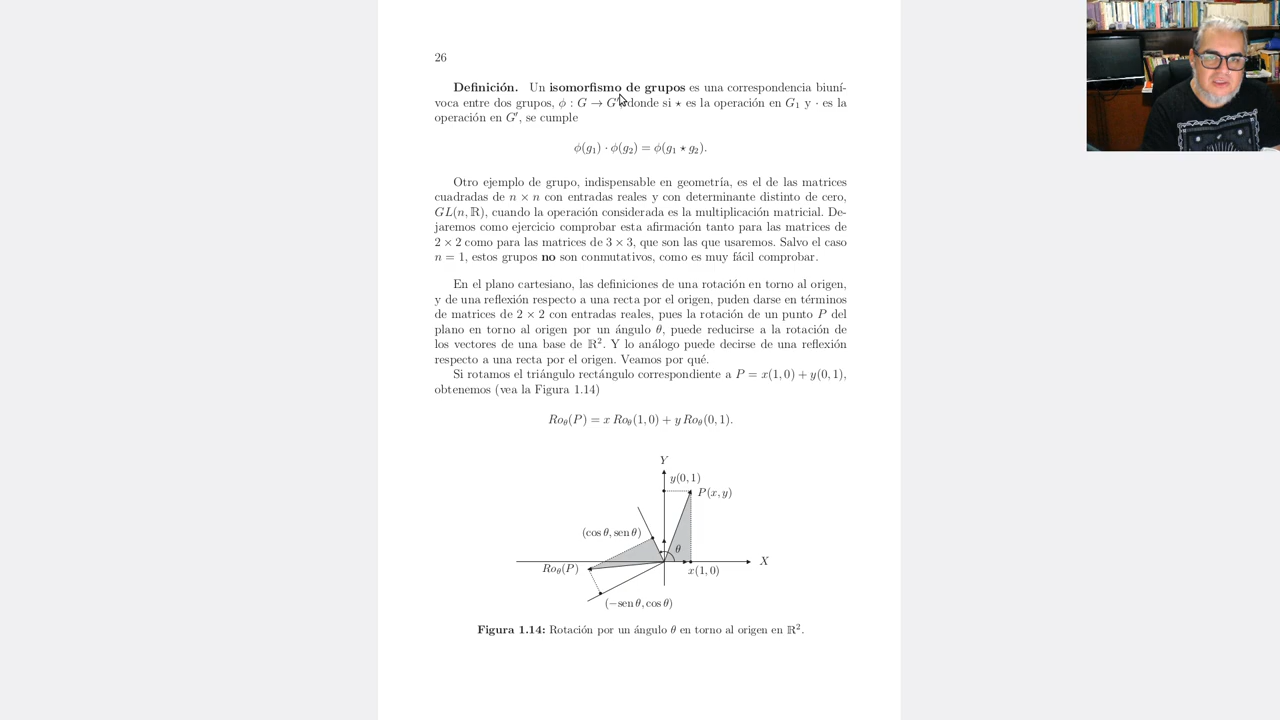 26
Definición. Un isomorfismo de grupos es una correspondencia biuní-
voca entre dos grupos, ϕ : G → G′ donde si ⋆ es la operación en G₁ y · es la
operación en G′, se cumple
ϕ(g₁) · ϕ(g₂) = ϕ(g₁ ⋆ g₂).
Otro ejemplo de grupo, indispensable en geometría, es el de las matrices
cuadradas de n × n con entradas reales y con determinante distinto de cero,
GL(n, ℝ), cuando la operación considerada es la multiplicación matricial. De-
jaremos como ejercicio comprobar esta afirmación tanto para las matrices de
2 × 2 como para las matrices de 3 × 3, que son las que usaremos. Salvo el caso
n = 1, estos grupos no son conmutativos, como es muy fácil comprobar.
En el plano cartesiano, las definiciones de una rotación en torno al origen,
y de una reflexión respecto a una recta por el origen, puden darse en términos
de matrices de 2 × 2 con entradas reales, pues la rotación de un punto P del
plano en torno al origen por un ángulo θ, puede reducirse a la rotación de
los vectores de una base de ℝ². Y lo análogo puede decirse de una reflexión
respecto a una recta por el origen. Veamos por qué.
Si rotamos el triángulo rectángulo correspondiente a P = x(1, 0) + y(0, 1),
obtenemos (vea la Figura 1.14)
Ro_θ(P) = x Ro_θ(1, 0) + y Ro_θ(0, 1).
Y
y(0, 1)
P(x, y)
(cos θ, sen θ)
θ
X
Ro_θ(P)
x(1, 0)
(−sen θ, cos θ)
Figura 1.14: Rotación por un ángulo θ en torno al origen en ℝ².